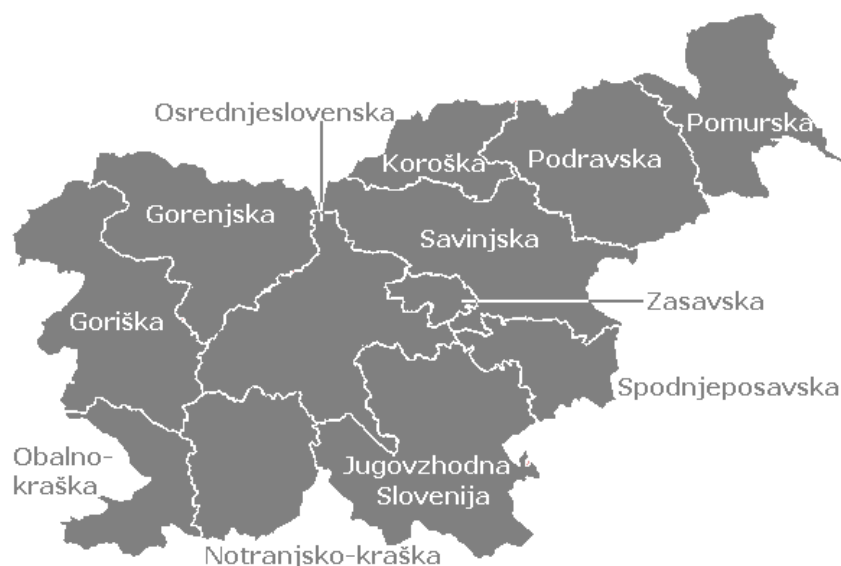 Osrednjeslovenska
Pomurska
Koroška
Podravska
Gorenjska
Savinjska
Zasavska
Goriška
Spodnjeposavska
Obalno-
kraška
Jugovzhodna
Slovenija
Notranjsko-kraška